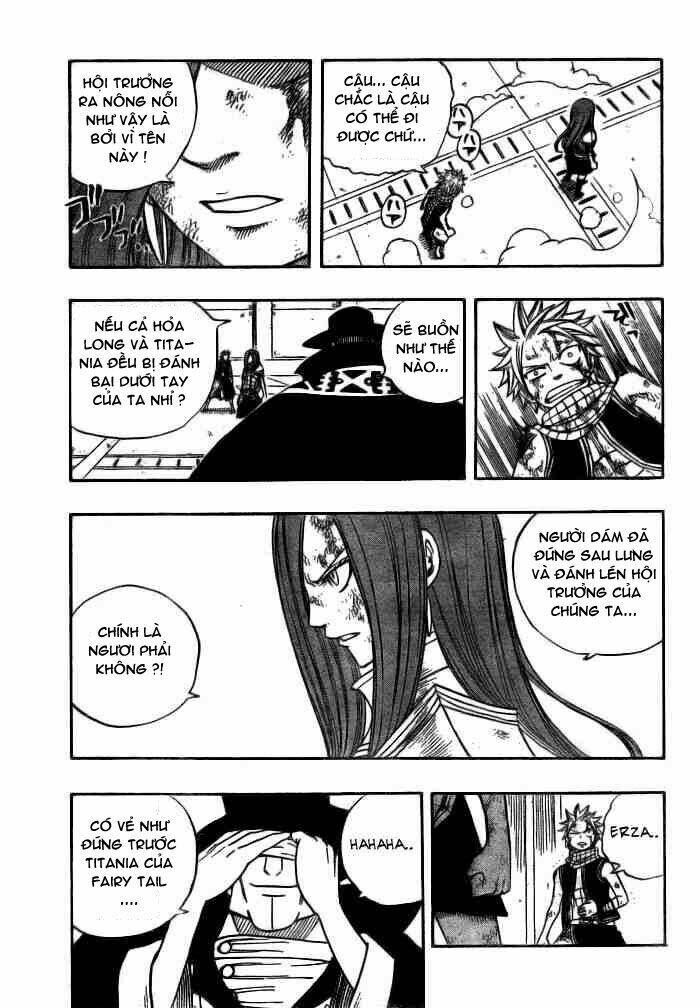 CẬU... CẬU
CHẮC LÀ CẬU
CÓ THỂ ĐI
ĐƯỢC CHỨ...
HỘI TRƯỞNG
RA NÔNG NỖI
NHƯ VẬY LÀ
BỞI VÌ TÊN
NÀY !
SẼ BUỒN
NHƯ THẾ
NÀO...
NẾU CẢ HỎA
LONG VÀ TITA-
NIA ĐỀU BỊ ĐÁNH
BẠI DƯỚI TAY
CỦA TA NHỈ ?
NGƯỜI DÁM ĐÃ
ĐÚNG SAU LƯNG
VÀ ĐÁNH LÉN HỘI
TRƯỞNG CỦA
CHÚNG TA...
CHÍNH LÀ
NGƯƠI PHẢI
KHÔNG ?!
ERZA..
HAHAHA..
CÓ VẺ NHƯ
ĐỨNG TRƯỚC
TITANIA CỦA
FAIRY TAIL
....